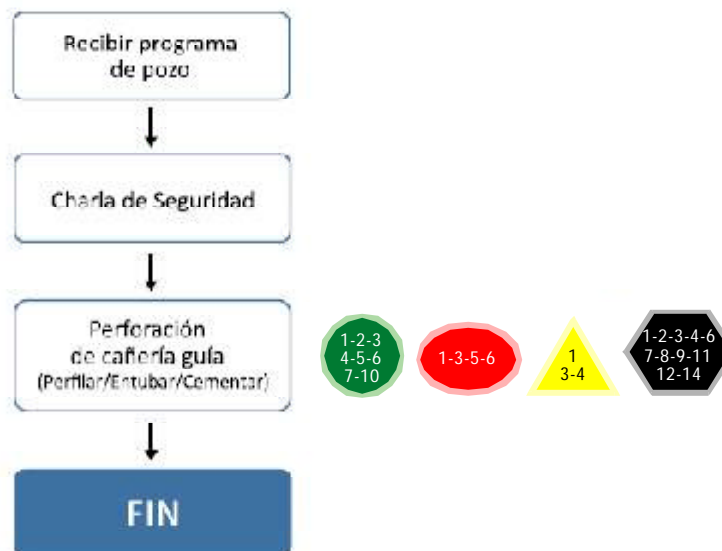 Recibir programa
de pozo
Charla de Seguridad
Perforación
de cañería guía
(Perfilar/Entubar/Cementar)
1-2-3
4-5-6
7-10
1-3-5-6
1
3-4
1-2-3-4-6
7-8-9-11
12-14
FIN